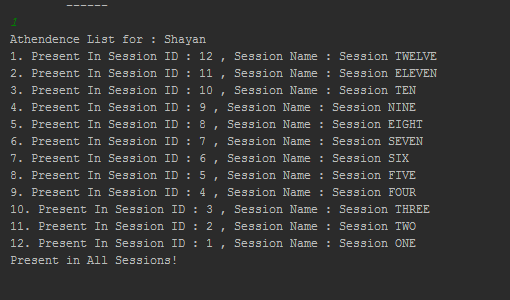 ------
1
Athendence List for : Shayan
1. Present In Session ID : 12 , Session Name : Session TWELVE
2. Present In Session ID : 11 , Session Name : Session ELEVEN
3. Present In Session ID : 10 , Session Name : Session TEN
4. Present In Session ID : 9 , Session Name : Session NINE
5. Present In Session ID : 8 , Session Name : Session EIGHT
6. Present In Session ID : 7 , Session Name : Session SEVEN
7. Present In Session ID : 6 , Session Name : Session SIX
8. Present In Session ID : 5 , Session Name : Session FIVE
9. Present In Session ID : 4 , Session Name : Session FOUR
10. Present In Session ID : 3 , Session Name : Session THREE
11. Present In Session ID : 2 , Session Name : Session TWO
12. Present In Session ID : 1 , Session Name : Session ONE
Present in All Sessions!